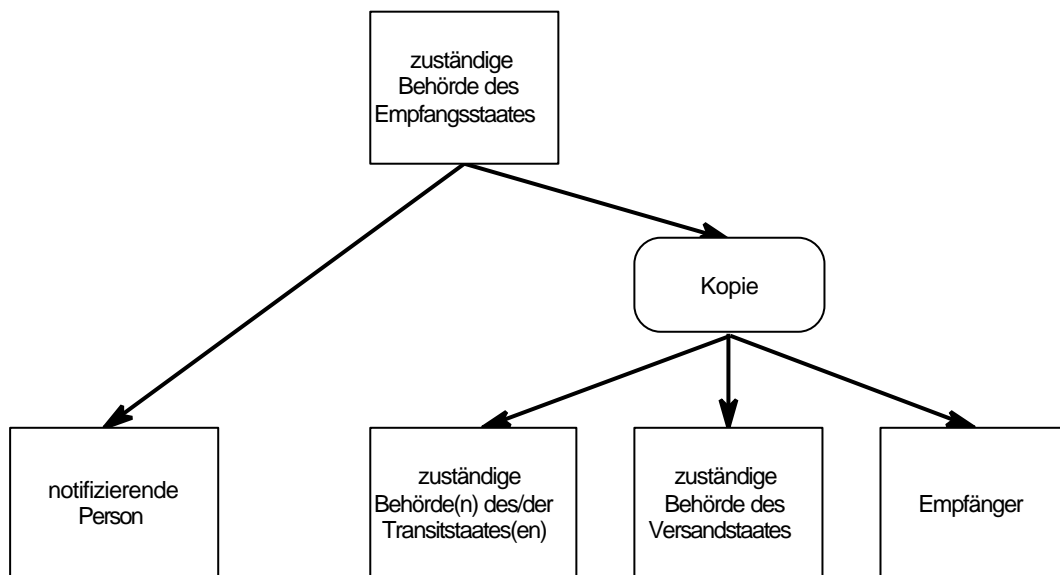 zuständige
Behörde des
Empfangsstaates
Kopie
notifizierende
Person
zuständige
Behörde(n) des/der
Transitstaates(en)
zuständige
Behörde des
Versandstaates
Empfänger